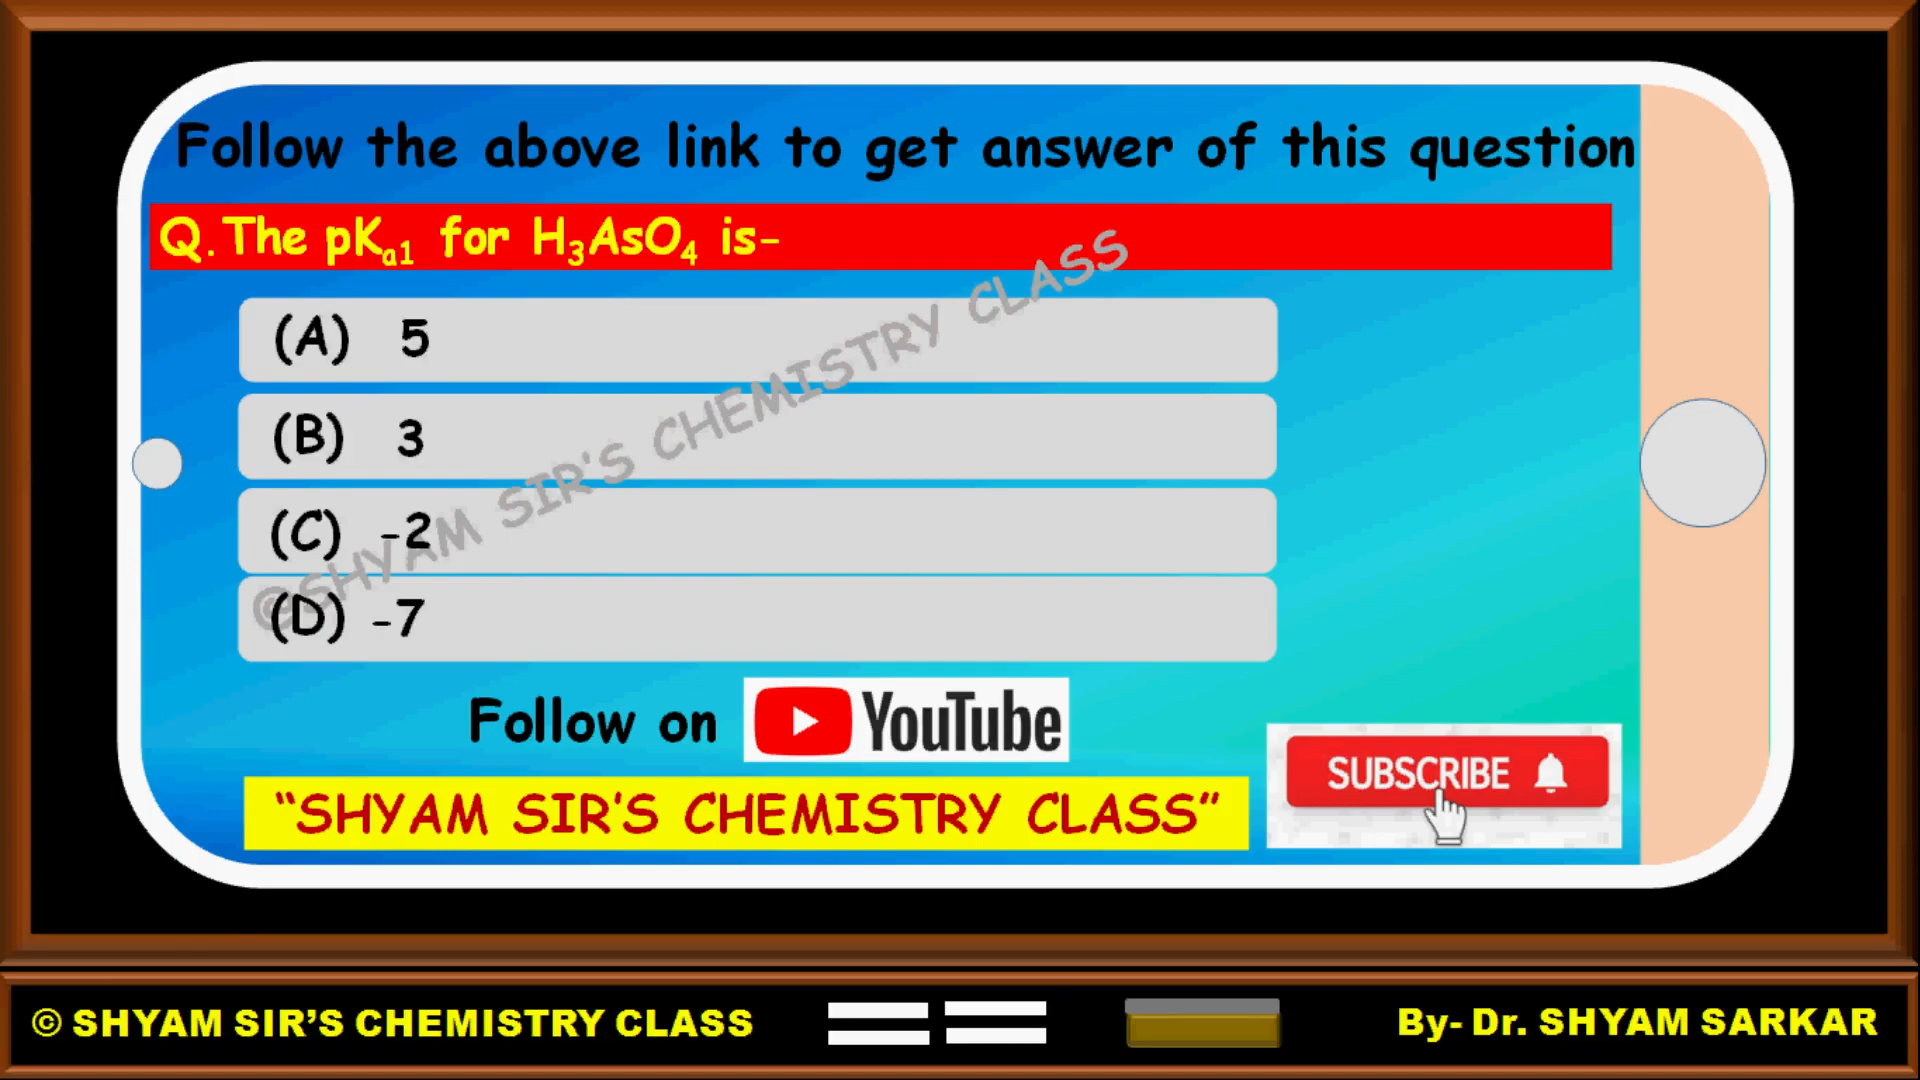 Follow the above link to get answer of this question
Q. The pKa1 for H3AsO4 is-
(A) 5
(B) 3
(C) -2
(D) -7
©SHYAM SIR'S CHEMISTRY CLASS
Follow on YouTube
"SHYAM SIR'S CHEMISTRY CLASS"
SUBSCRIBE
© SHYAM SIR'S CHEMISTRY CLASS
By- Dr. SHYAM SARKAR